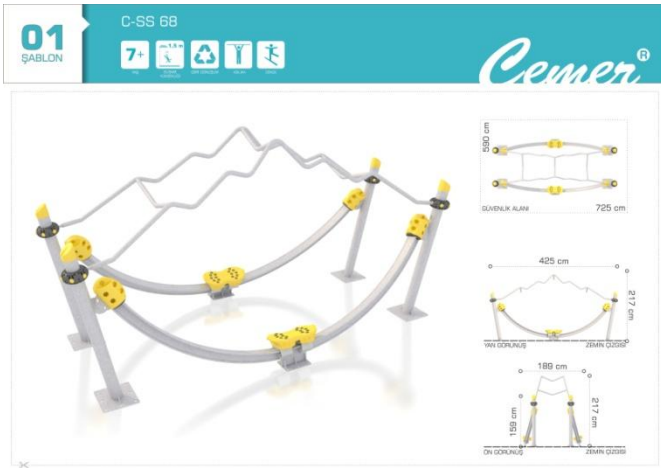 01
ŞABLON
C-SS 68
7+
Cemer ®
590 cm
GÜVENLİK ALANI
725 cm
425 cm
217 cm
YAN GÖRÜNÜŞ
ZEMİN ÇİZGİSİ
189 cm
159 cm
217 cm
ÖN GÖRÜNÜŞ
ZEMİN ÇİZGİSİ